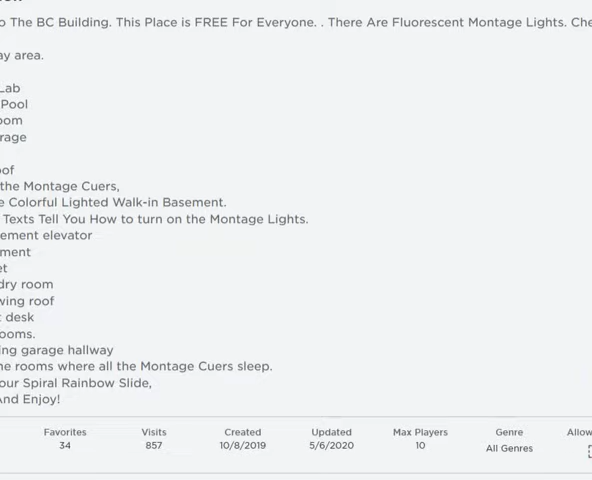 o The BC Building. This Place is FREE For Everyone. . There Are Fluorescent Montage Lights. Che
ay area.
Lab
Pool
oom
rage
oof
the Montage Cuers,
e Colorful Lighted Walk-in Basement.
Texts Tell You How to turn on the Montage Lights.
ement elevator
ment
et
dry room
wing roof
t desk
ooms.
ing garage hallway
he rooms where all the Montage Cuers sleep.
our Spiral Rainbow Slide,
And Enjoy!
Favorites Visits Created Updated Max Players Genre Allow
34 857 10/8/2019 5/6/2020 10 All Genres